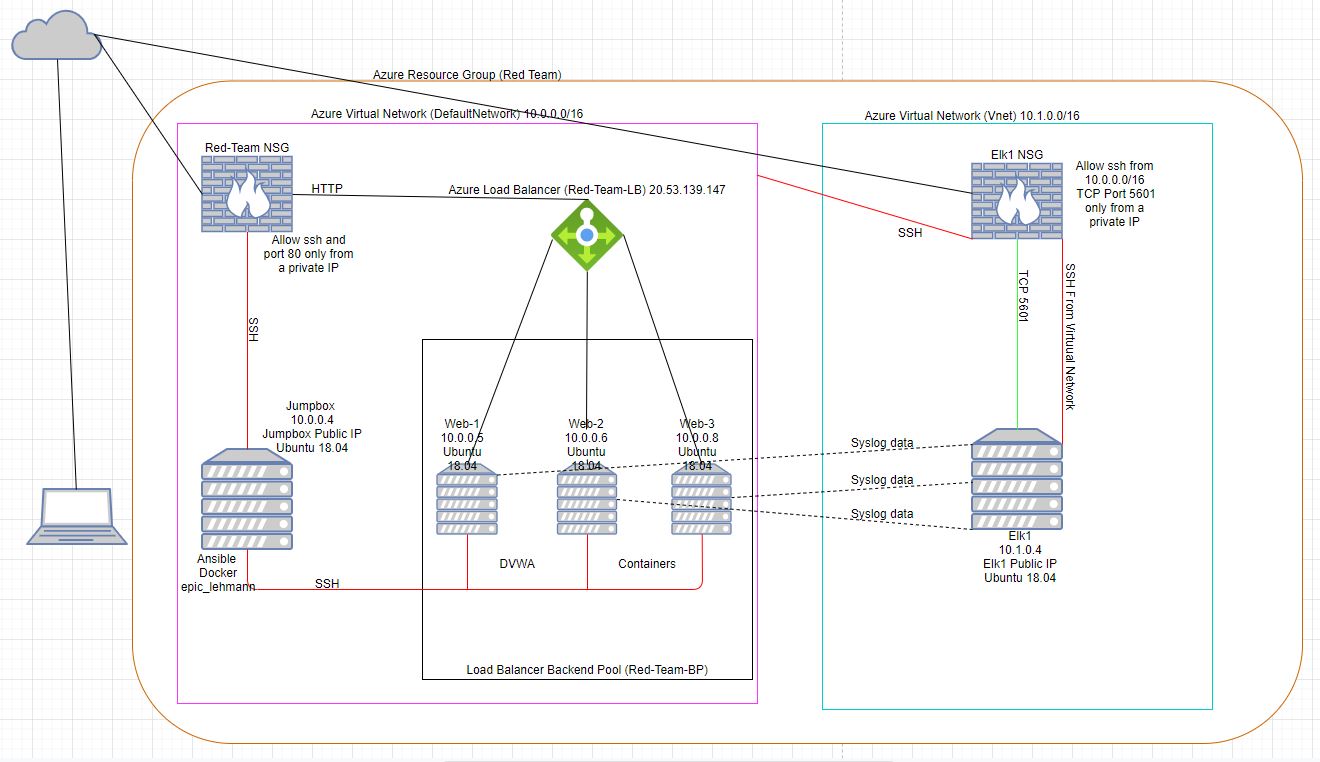 Azure Resource Group (Red Team)
Azure Virtual Network (DefaultNetwork) 10.0.0.0/16
Azure Virtual Network (Vnet) 10.1.0.0/16
Red-Team NSG
HTTP
Azure Load Balancer (Red-Team-LB) 20.53.139.147
Allow ssh and
port 80 only from
a private IP
SSH
Elk1 NSG
Allow ssh from
10.0.0.0/16
TCP Port 5601
only from a
private IP
SSH
TCP 5601
SSH From Virtuual Network
Jumpbox
10.0.0.4
Jumpbox Public IP
Ubuntu 18.04
Web-1
10.0.0.5
Ubuntu
18.04
Web-2
10.0.0.6
Ubuntu
18.04
Web-3
10.0.0.8
Ubuntu
18.04
Syslog data
Syslog data
Syslog data
Ansible
Docker
epic_lehmann
SSH
DVWA
Containers
Elk1
10.1.0.4
Elk1 Public IP
Ubuntu 18.04
Load Balancer Backend Pool (Red-Team-BP)